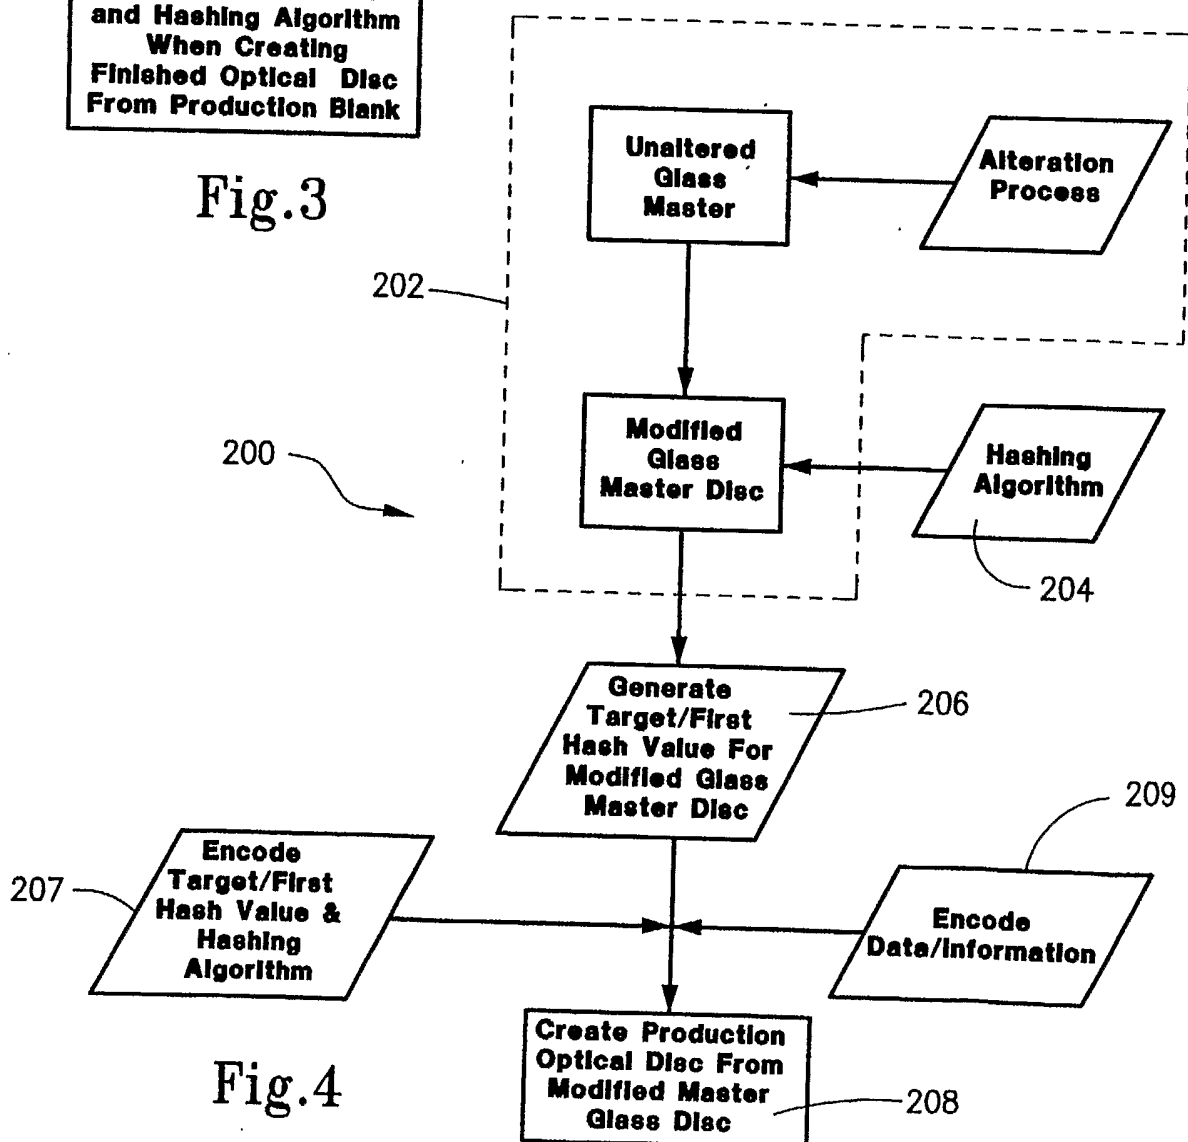 and Hashing Algorithm
When Creating
Finished Optical Disc
From Production Blank
Fig.3
Unaltered
Glass
Master
Alteration
Process
202
Modified
Glass
Master Disc
Hashing
Algorithm
200
204
Generate
Target/First
Hash Value For
Modified Glass
Master Disc
206
209
Encode
Target/First
Hash Value &
Hashing
Algorithm
207
Encode
Data/Information
Create Production
Optical Disc From
Modified Master
Glass Disc
208
Fig.4